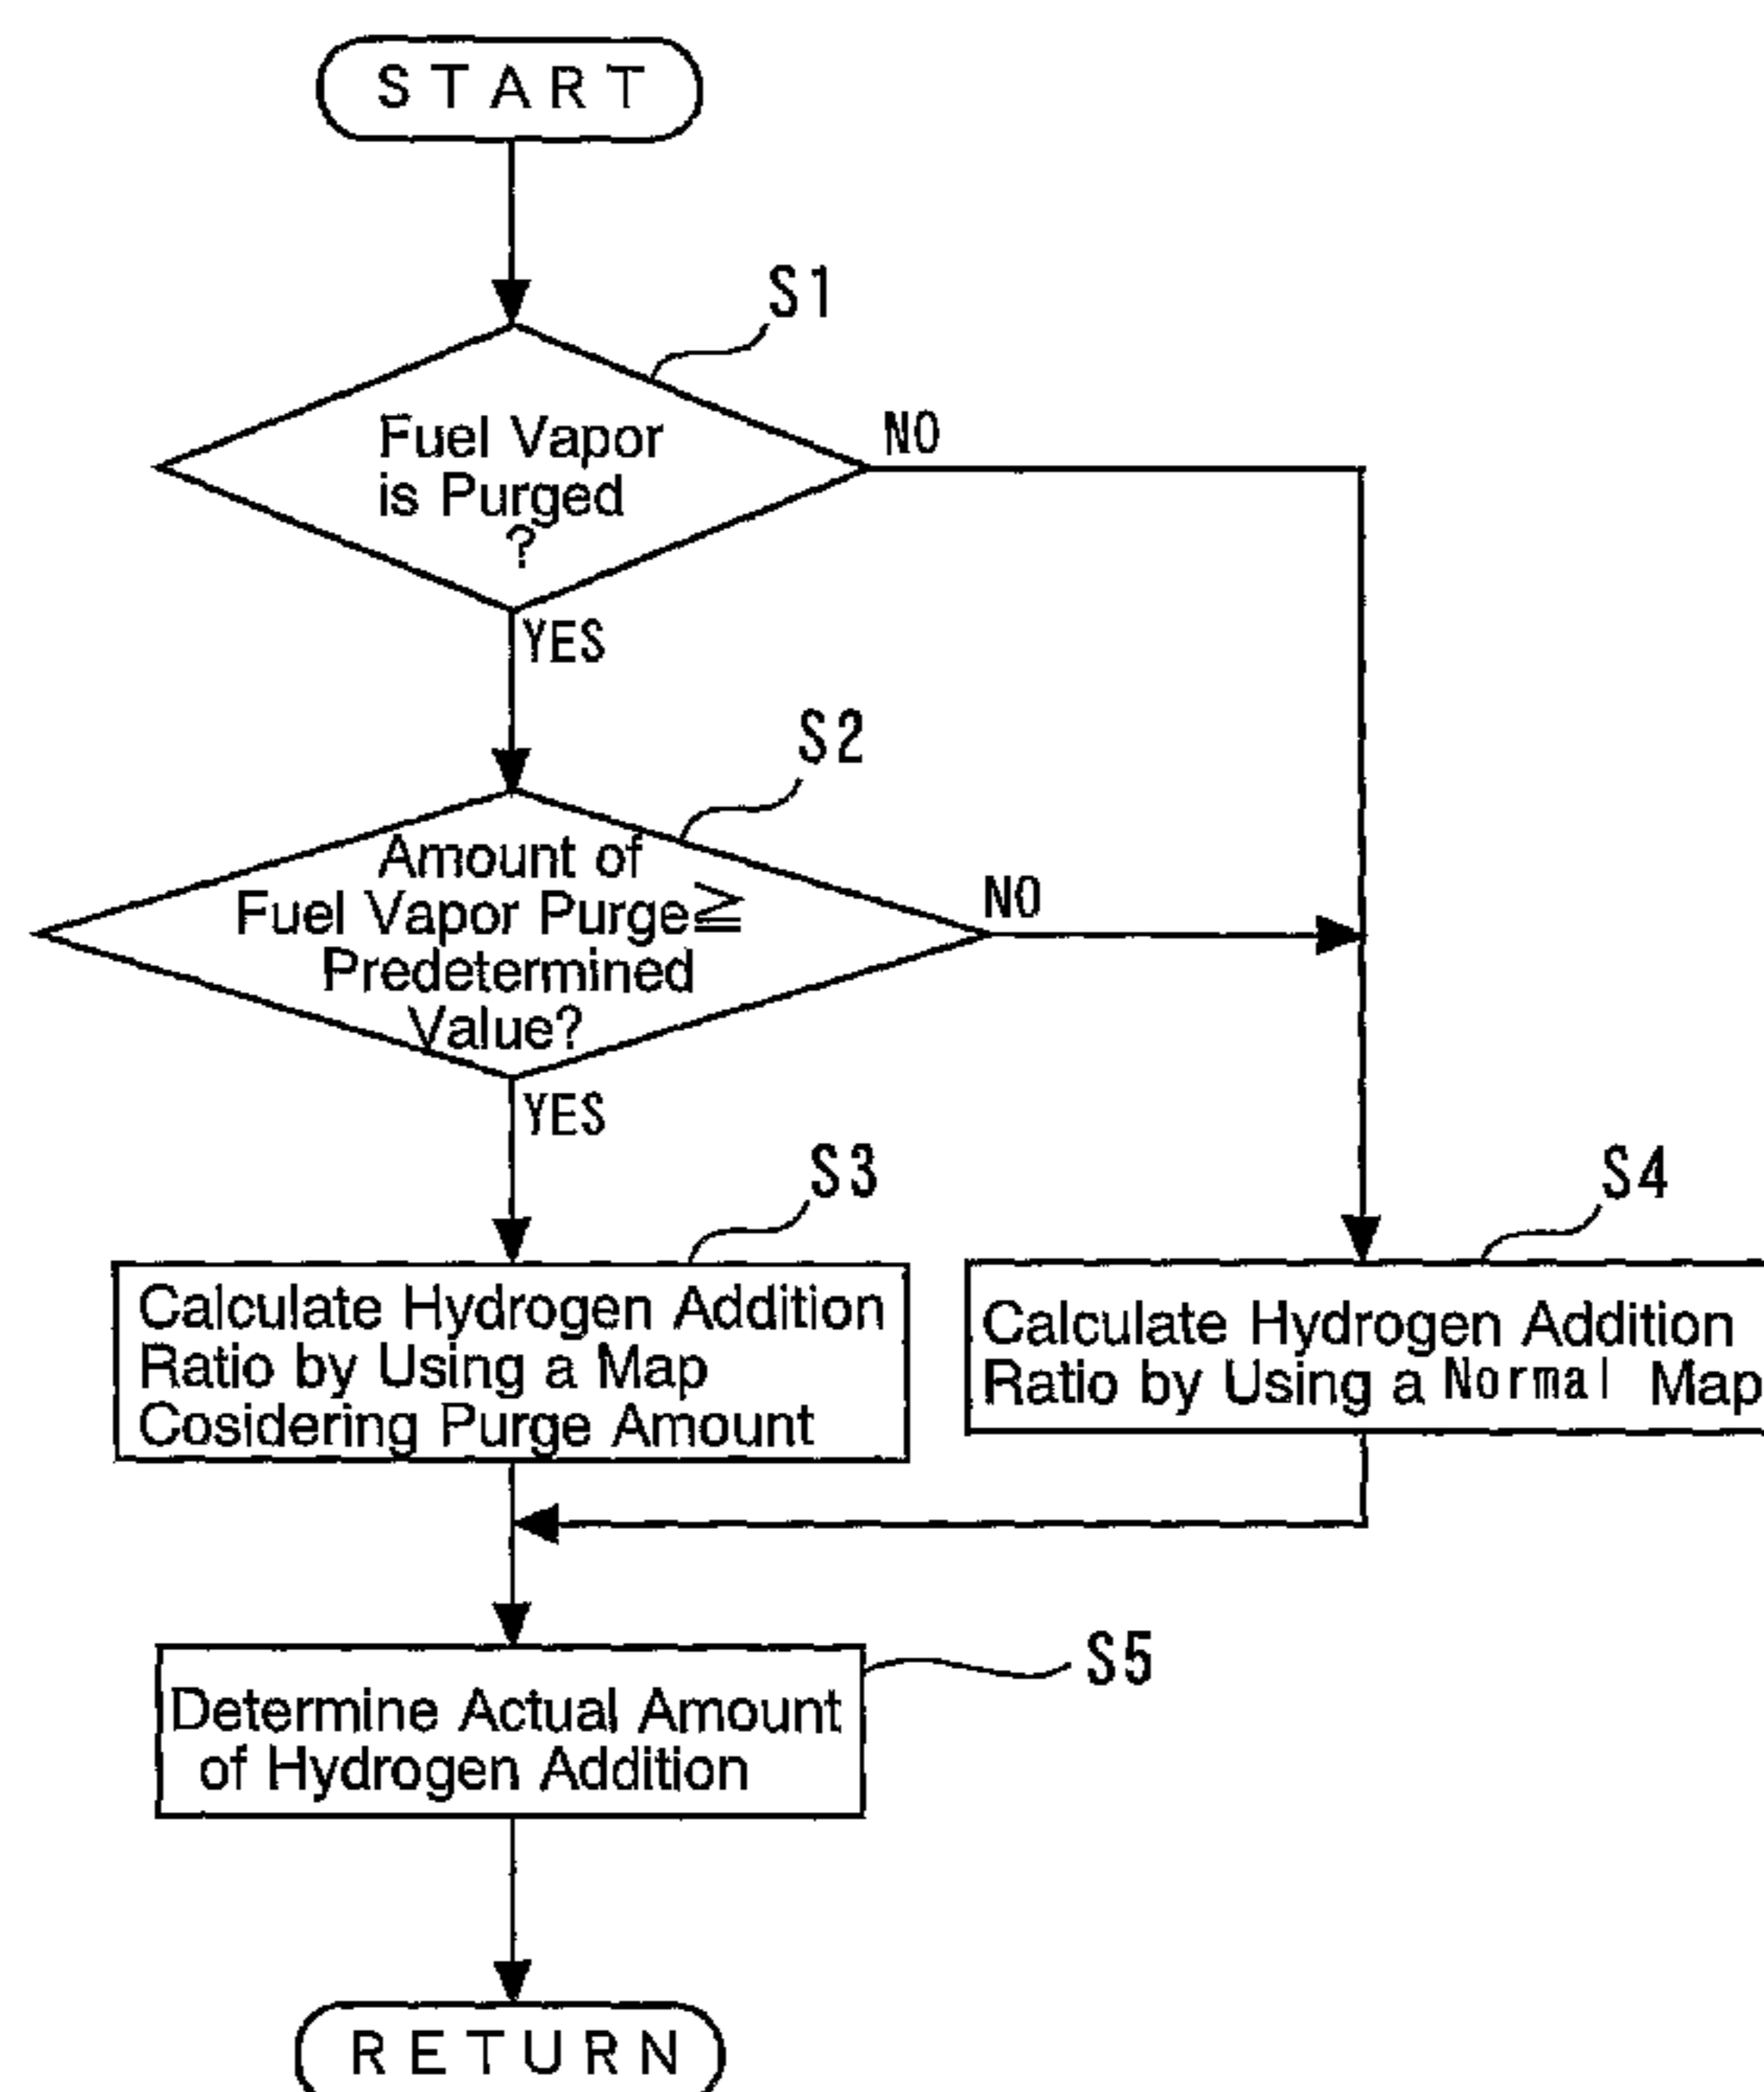 START
S1
Fuel Vapor
is Purged
?
NO
YES
S2
Amount of
Fuel Vapor Purge≧
Predetermined
Value?
NO
YES
S3
Calculate Hydrogen Addition
Ratio by Using a Map
Cosidering Purge Amount
S4
Calculate Hydrogen Addition
Ratio by Using a Normal Map
S5
Determine Actual Amount
of Hydrogen Addition
RETURN